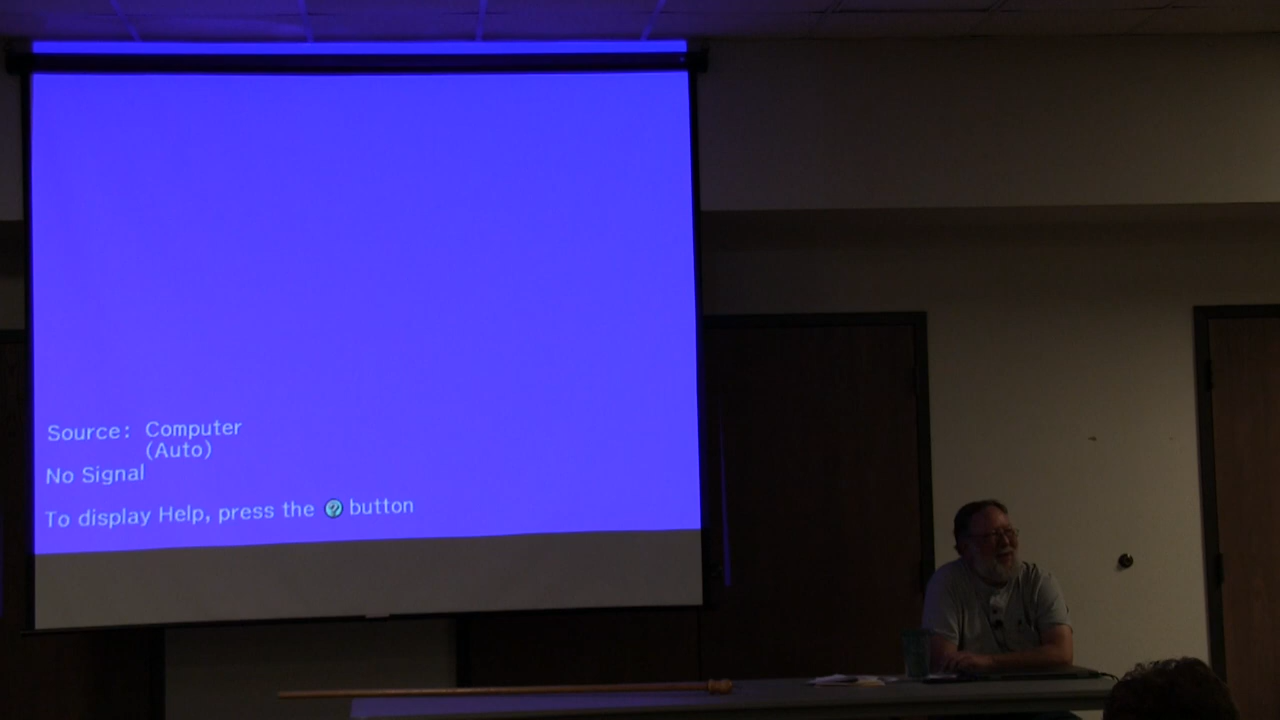 Source: Computer
(Auto)
No Signal
To display Help, press the ? button